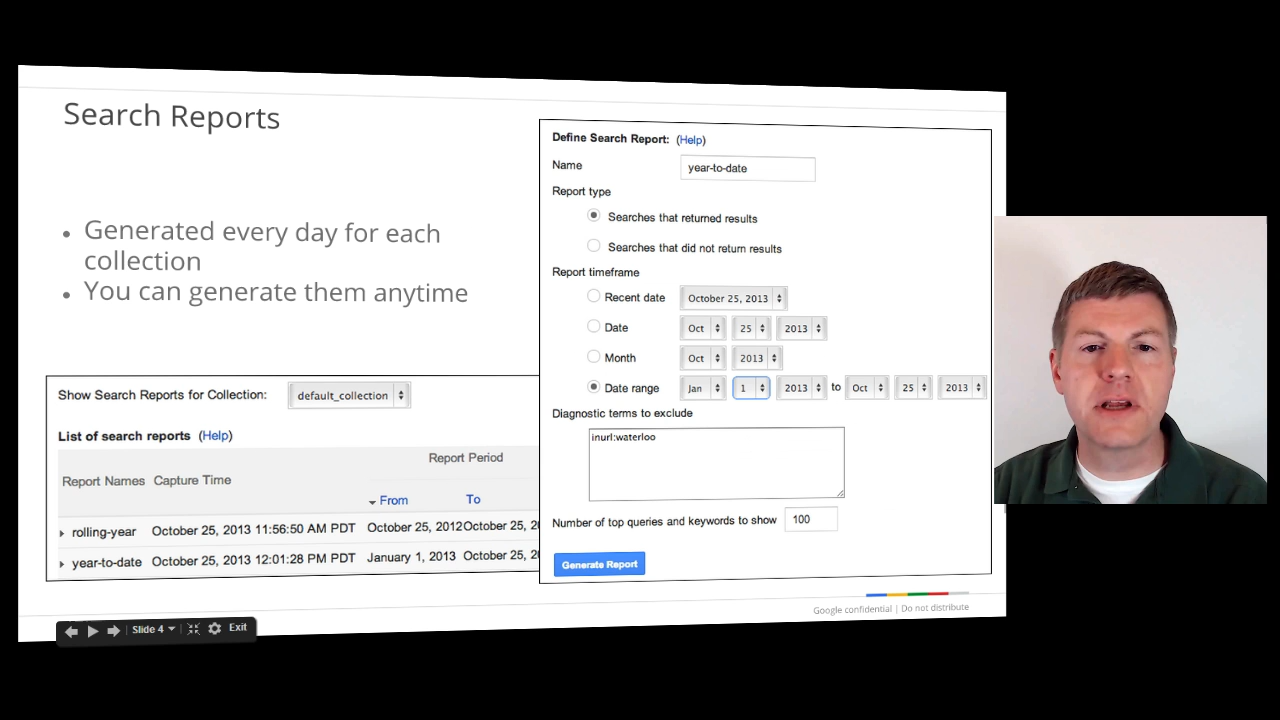 Search Reports
Generated every day for each
collection
You can generate them anytime
Show Search Reports for Collection: default_collection
List of search reports (Help)
Report Names Capture Time Report Period
From To
rolling-year October 25, 2013 11:56:50 AM PDT October 25, 2012 October 25, 2
year-to-date October 25, 2013 12:01:28 PM PDT January 1, 2013 October 25, 2
Define Search Report: (Help)
Name year-to-date
Report type
Searches that returned results
Searches that did not return results
Report timeframe
Recent date October 25, 2013
Date Oct 25 2013
Month Oct 2013
Date range Jan 1 2013 to Oct 25 2013
Diagnostic terms to exclude
inurl:waterloo
Number of top queries and keywords to show 100
Generate Report
Google confidential | Do not distribute
Slide 4 Exit